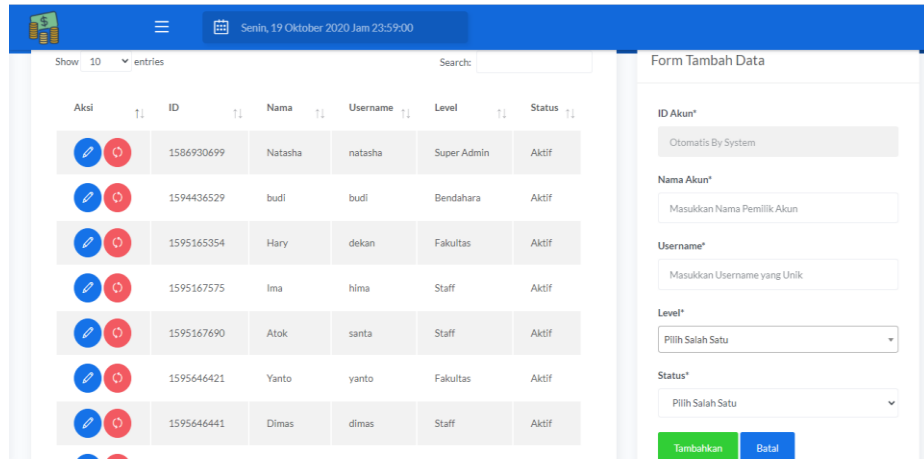 Senin, 19 Oktober 2020 Jam 23:59:00
Show 10 entries Search:
Aksi ID Nama Username Level Status
1586930699 Natasha natasha Super Admin Aktif
1594436529 budi budi Bendahara Aktif
1595165354 Hary dekan Fakultas Aktif
1595167575 Ima hima Staff Aktif
1595167690 Atok santa Staff Aktif
1595646421 Yanto yanto Fakultas Aktif
1595646441 Dimas dimas Staff Aktif
Form Tambah Data
ID Akun*
Otomatis By System
Nama Akun*
Masukkan Nama Pemilik Akun
Username*
Masukkan Username yang Unik
Level*
Pilih Salah Satu
Status*
Pilih Salah Satu
Tambahkan Batal